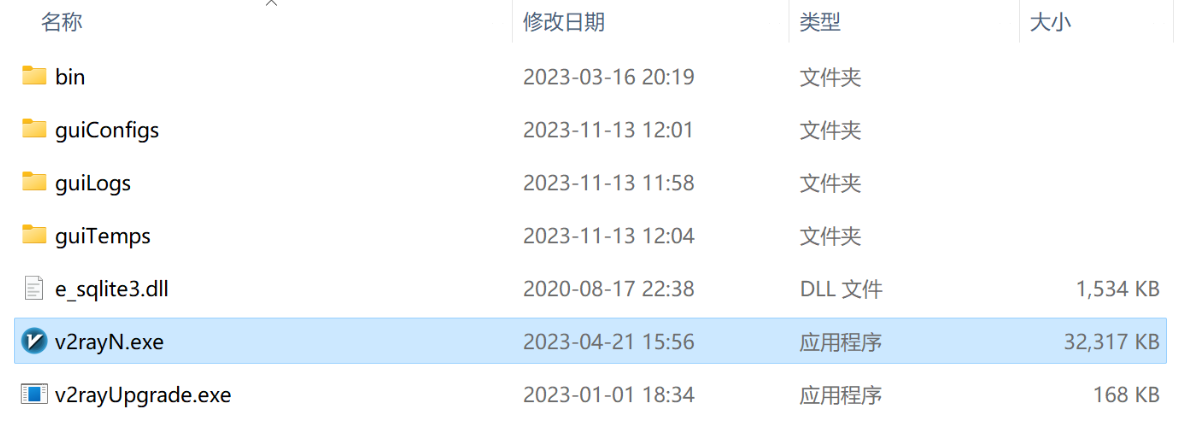 名称 修改日期 类型 大小
bin 2023-03-16 20:19 文件夹
guiConfigs 2023-11-13 12:01 文件夹
guiLogs 2023-11-13 11:58 文件夹
guiTemps 2023-11-13 12:04 文件夹
e_sqlite3.dll 2020-08-17 22:38 DLL 文件 1,534 KB
v2rayN.exe 2023-04-21 15:56 应用程序 32,317 KB
v2rayUpgrade.exe 2023-01-01 18:34 应用程序 168 KB